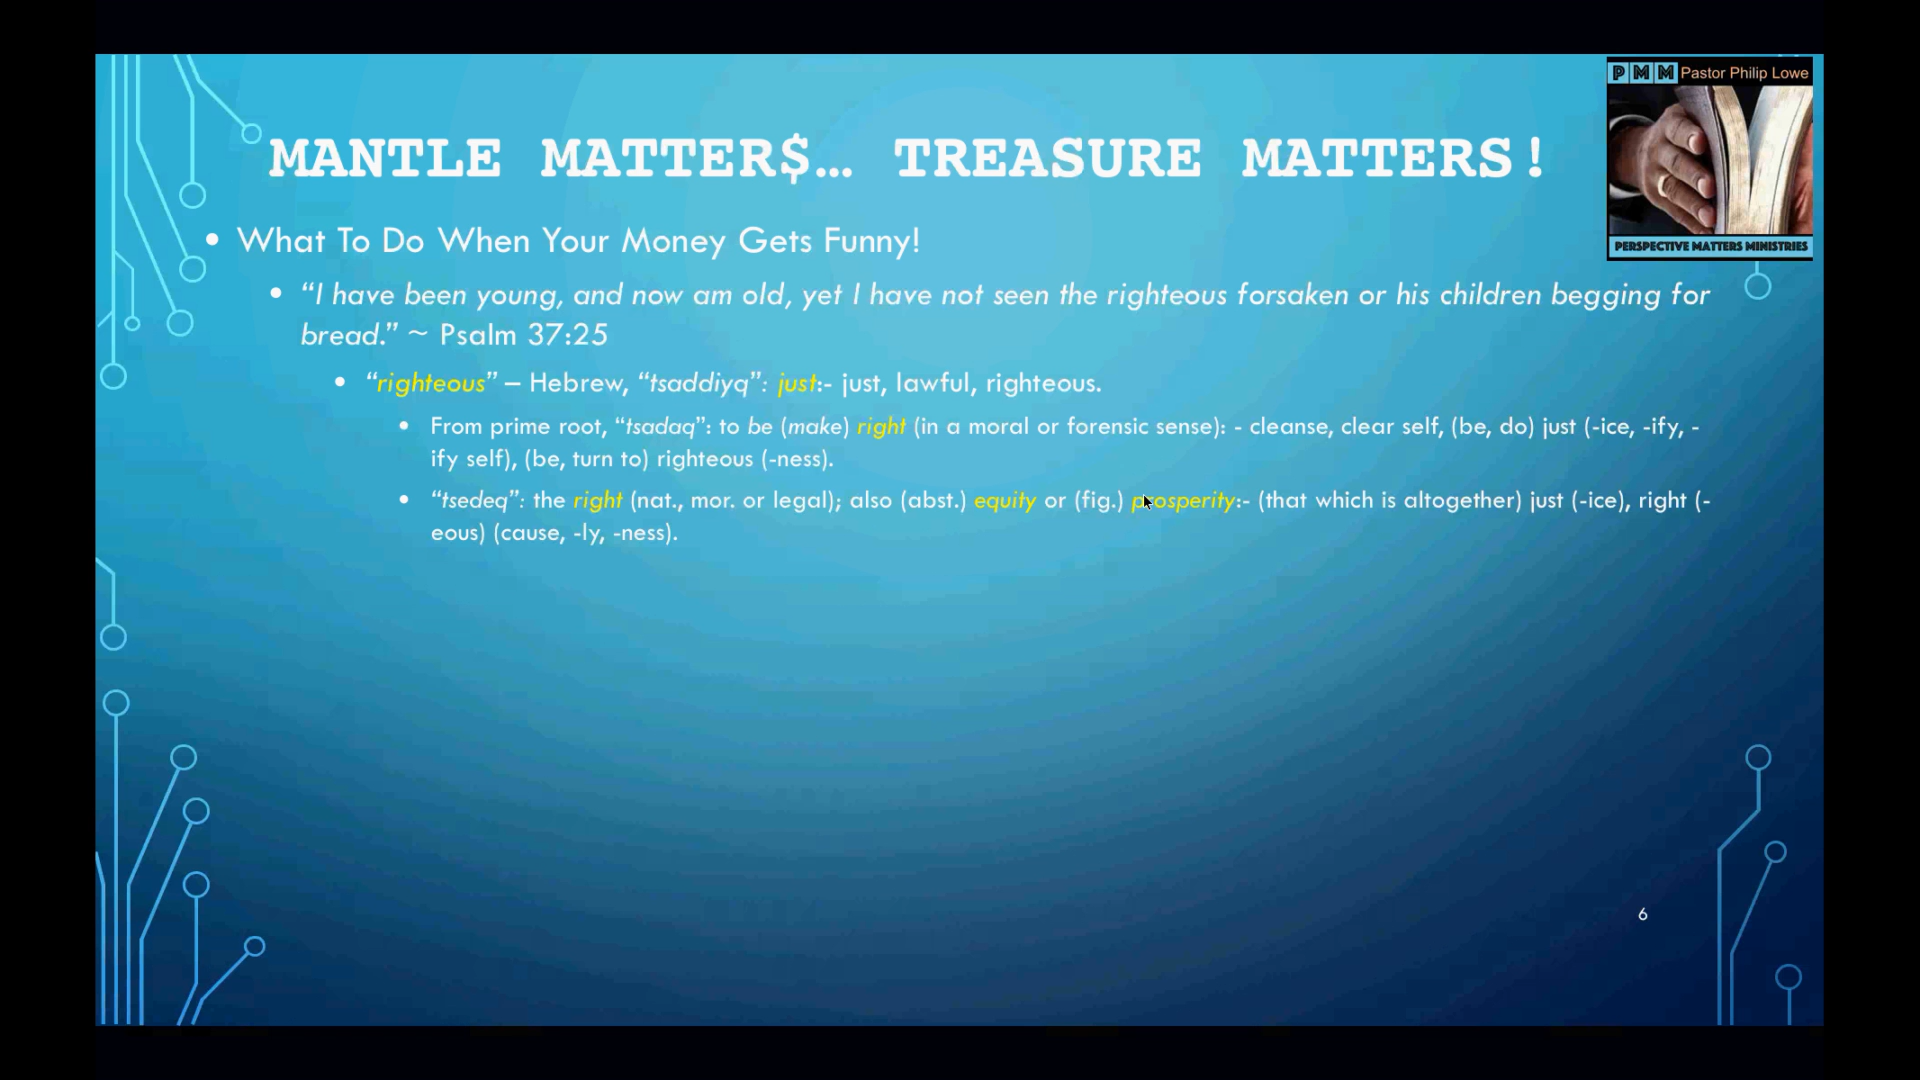 P M M Pastor Philip Lowe
PERSPECTIVE MATTERS MINISTRIES
MANTLE MATTER$... TREASURE MATTERS!
• What To Do When Your Money Gets Funny!
• “I have been young, and now am old, yet I have not seen the righteous forsaken or his children begging for
bread.” ~ Psalm 37:25
• “righteous” – Hebrew, “tsaddiyq”: just:- just, lawful, righteous.
• From prime root, “tsadaq”: to be (make) right (in a moral or forensic sense): - cleanse, clear self, (be, do) just (-ice, -ify, -
ify self), (be, turn to) righteous (-ness).
• “tsedeq”: the right (nat., mor. or legal); also (abst.) equity or (fig.) prosperity:- (that which is altogether) just (-ice), right (-
eous) (cause, -ly, -ness).
6